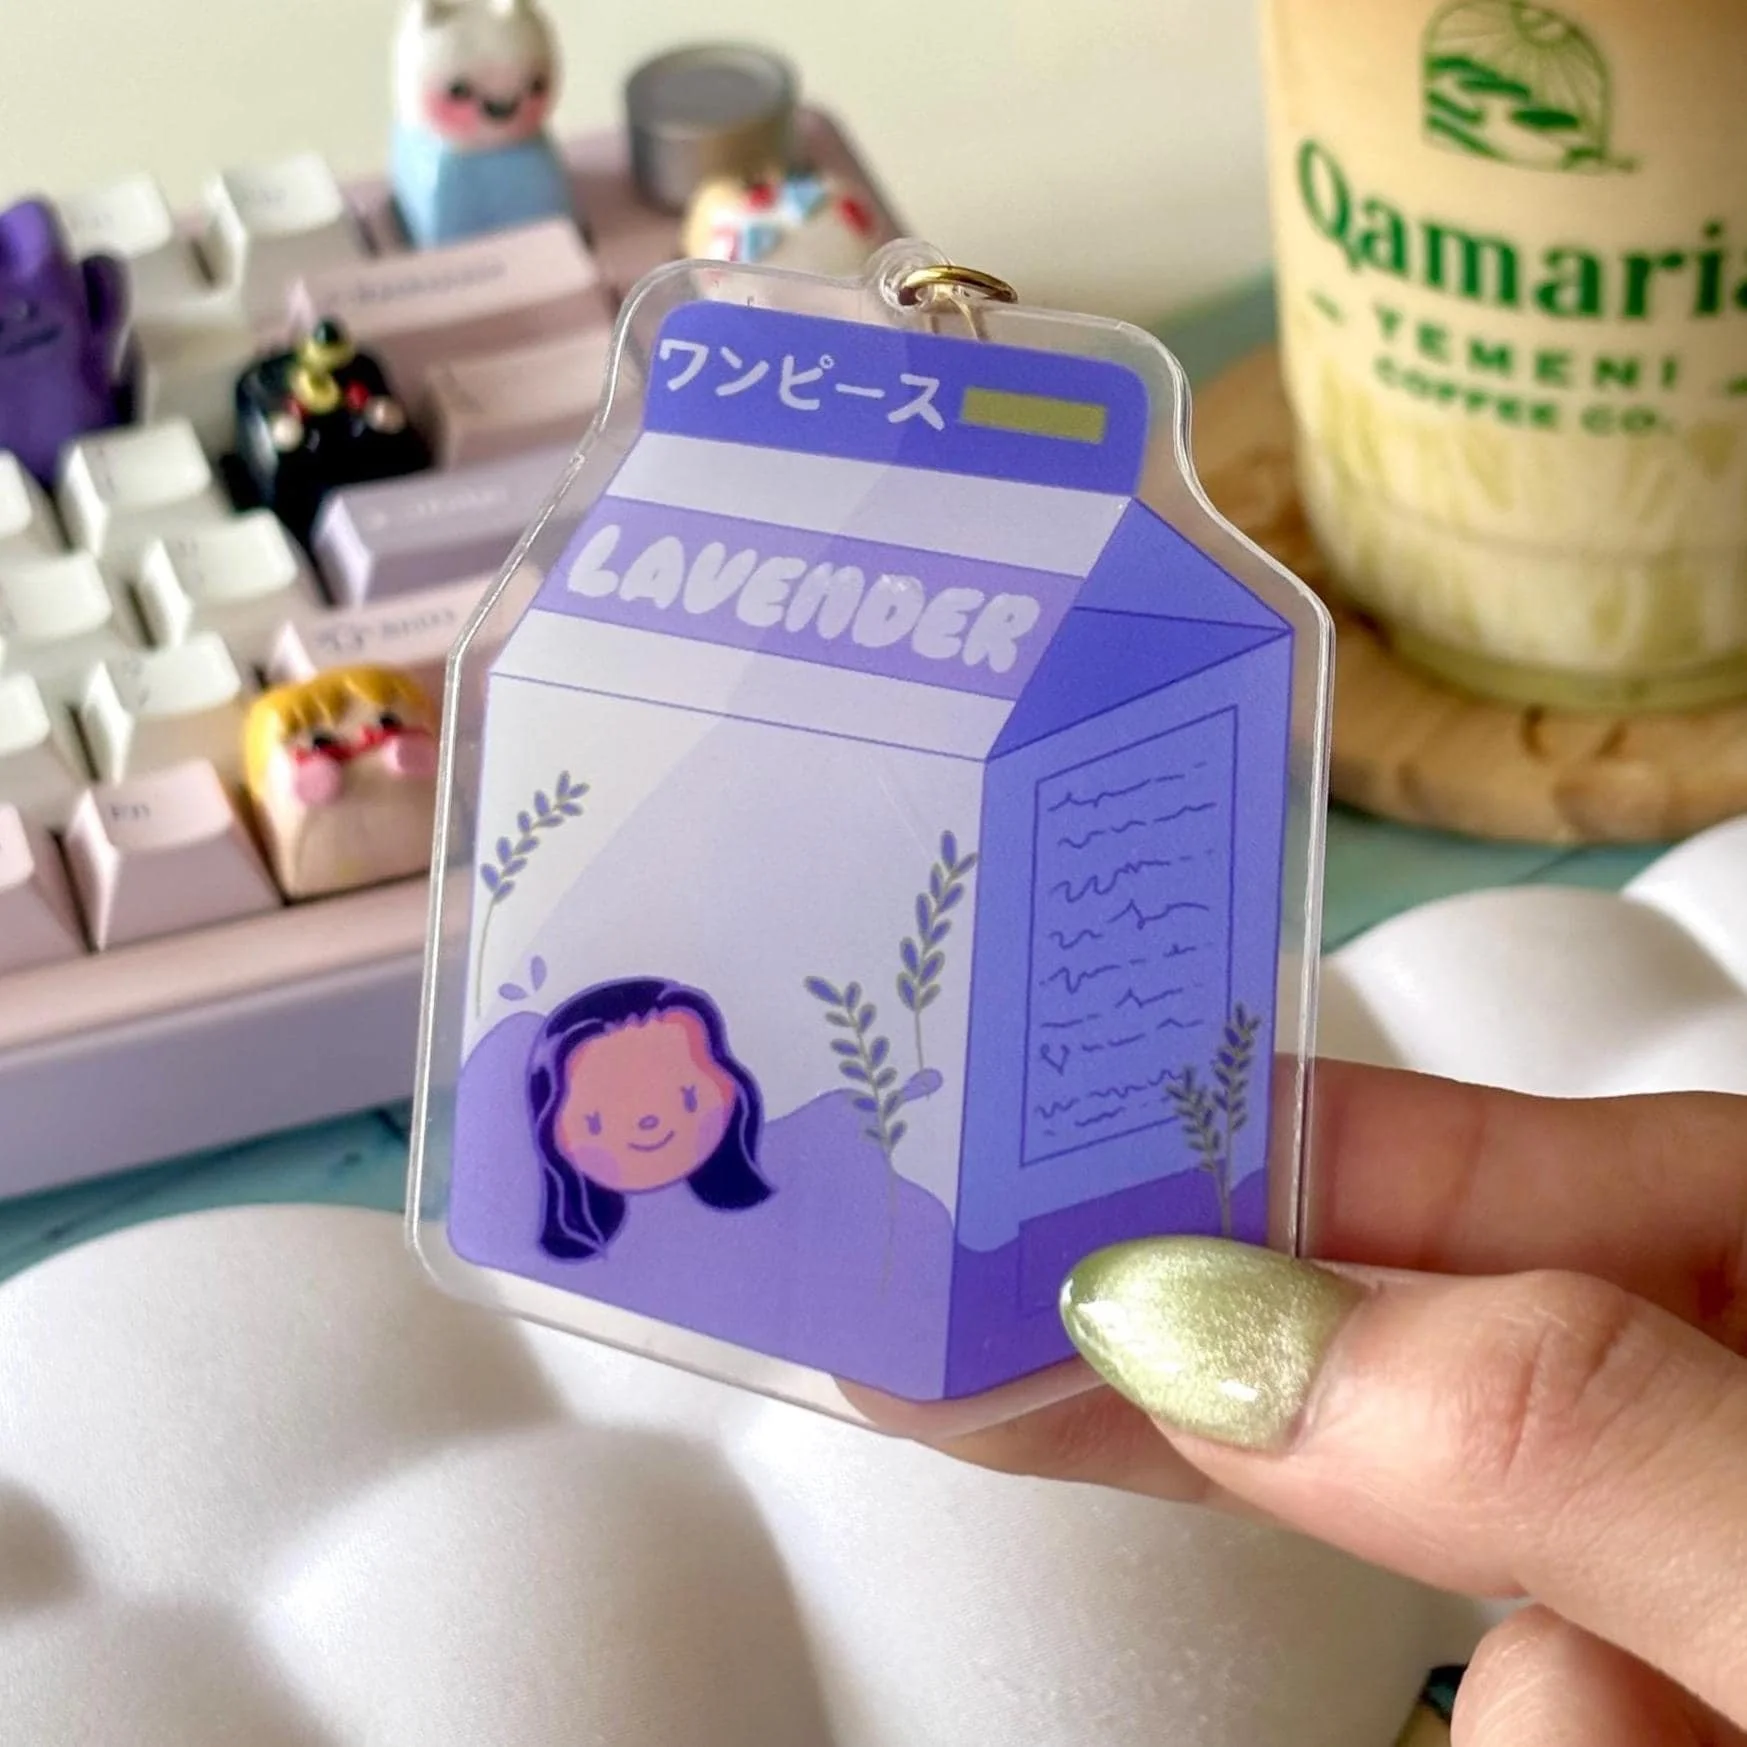 ワンピース
LAVENDER
Qamaria
YEMENI
COFFEE CO.